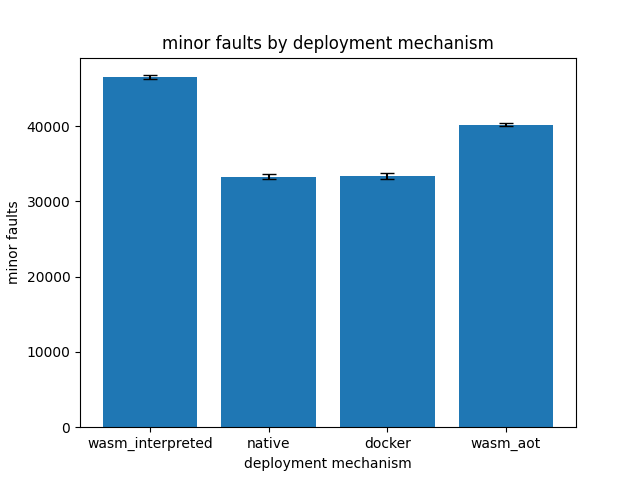 minor faults by deployment mechanism
minor faults
40000
30000
20000
10000
0
wasm_interpreted native docker wasm_aot
deployment mechanism